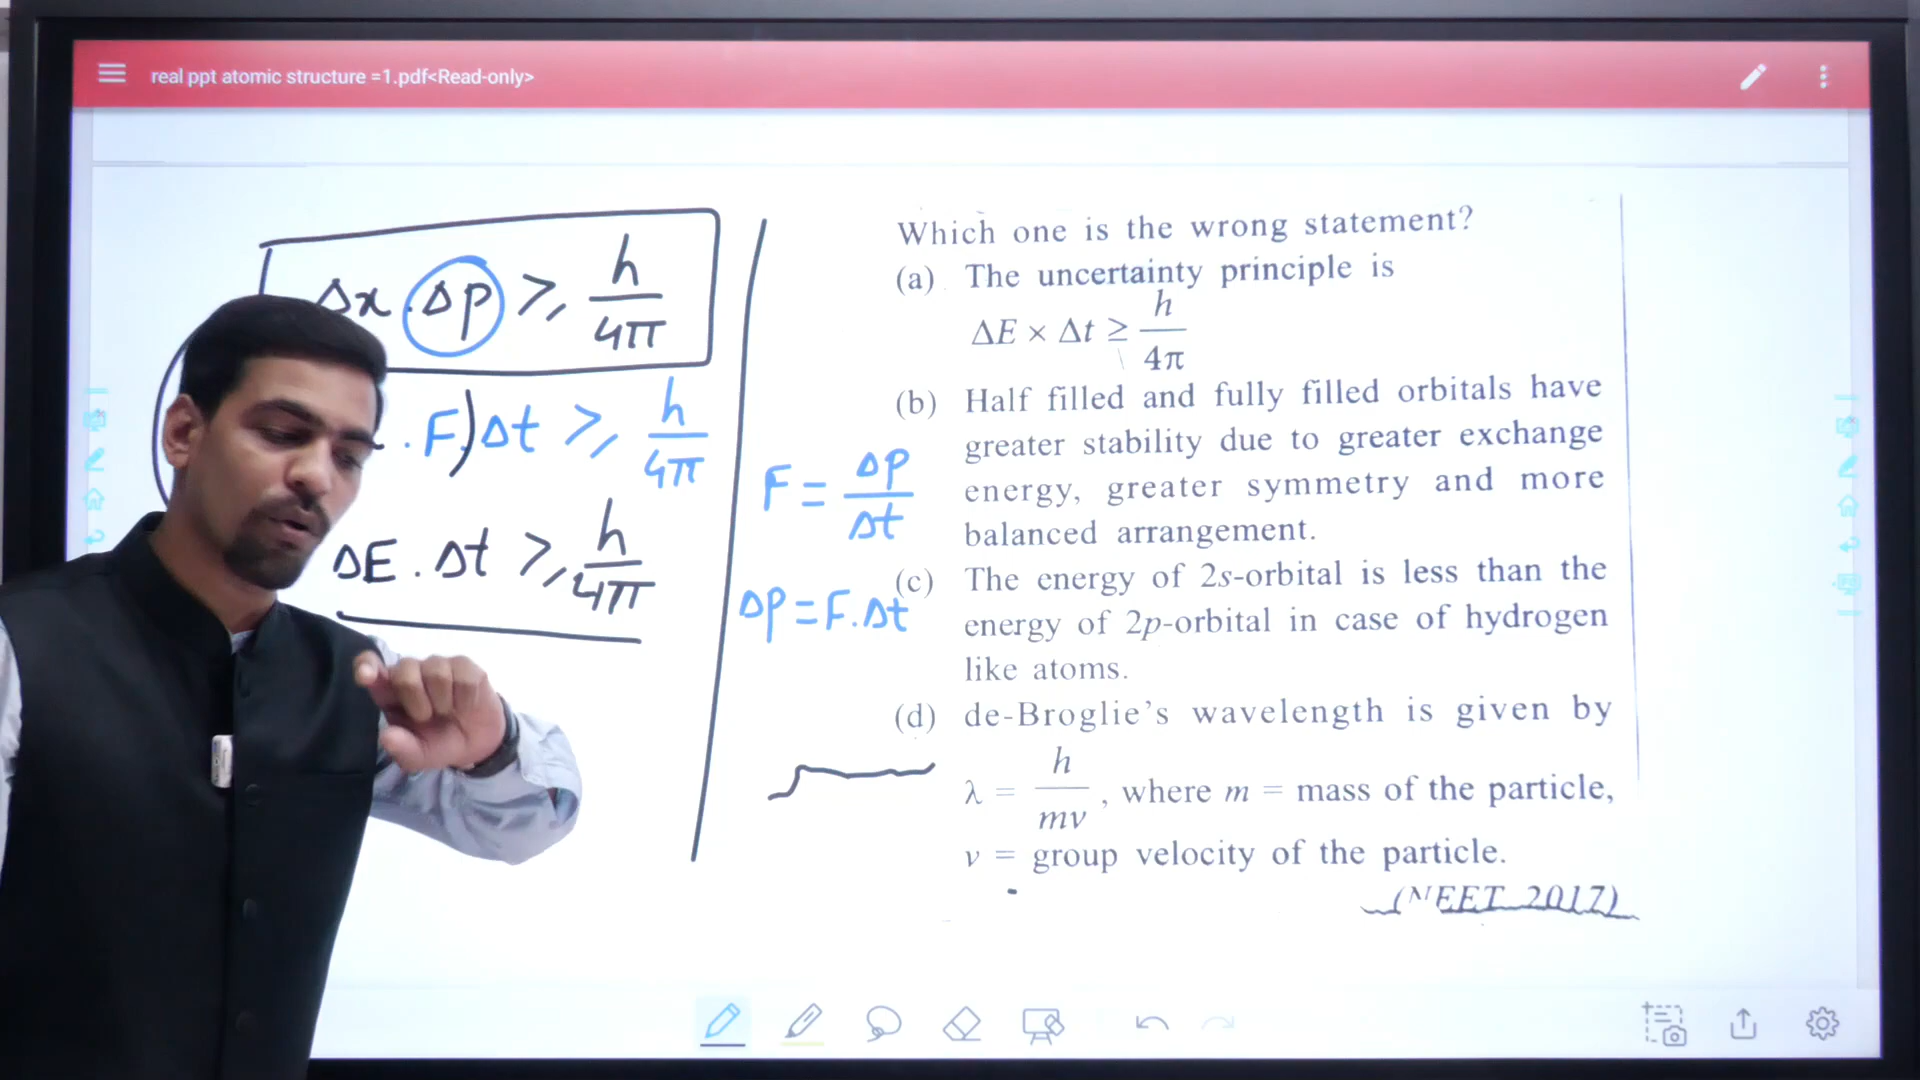 real ppt atomic structure =1.pdf<Read-only>
Δx.Δp ≥ h/4π
. F) Δt ≥ h/4π
ΔE . Δt ≥ h/4π
F = Δp/Δt
Δp = F.Δt
Which one is the wrong statement?
(a) The uncertainty principle is
ΔE × Δt ≥ h/4π
(b) Half filled and fully filled orbitals have
greater stability due to greater exchange
energy, greater symmetry and more
balanced arrangement.
(c) The energy of 2s-orbital is less than the
energy of 2p-orbital in case of hydrogen
like atoms.
(d) de-Broglie's wavelength is given by
λ = h/mv, where m = mass of the particle,
v = group velocity of the particle.
(NEET 2017)